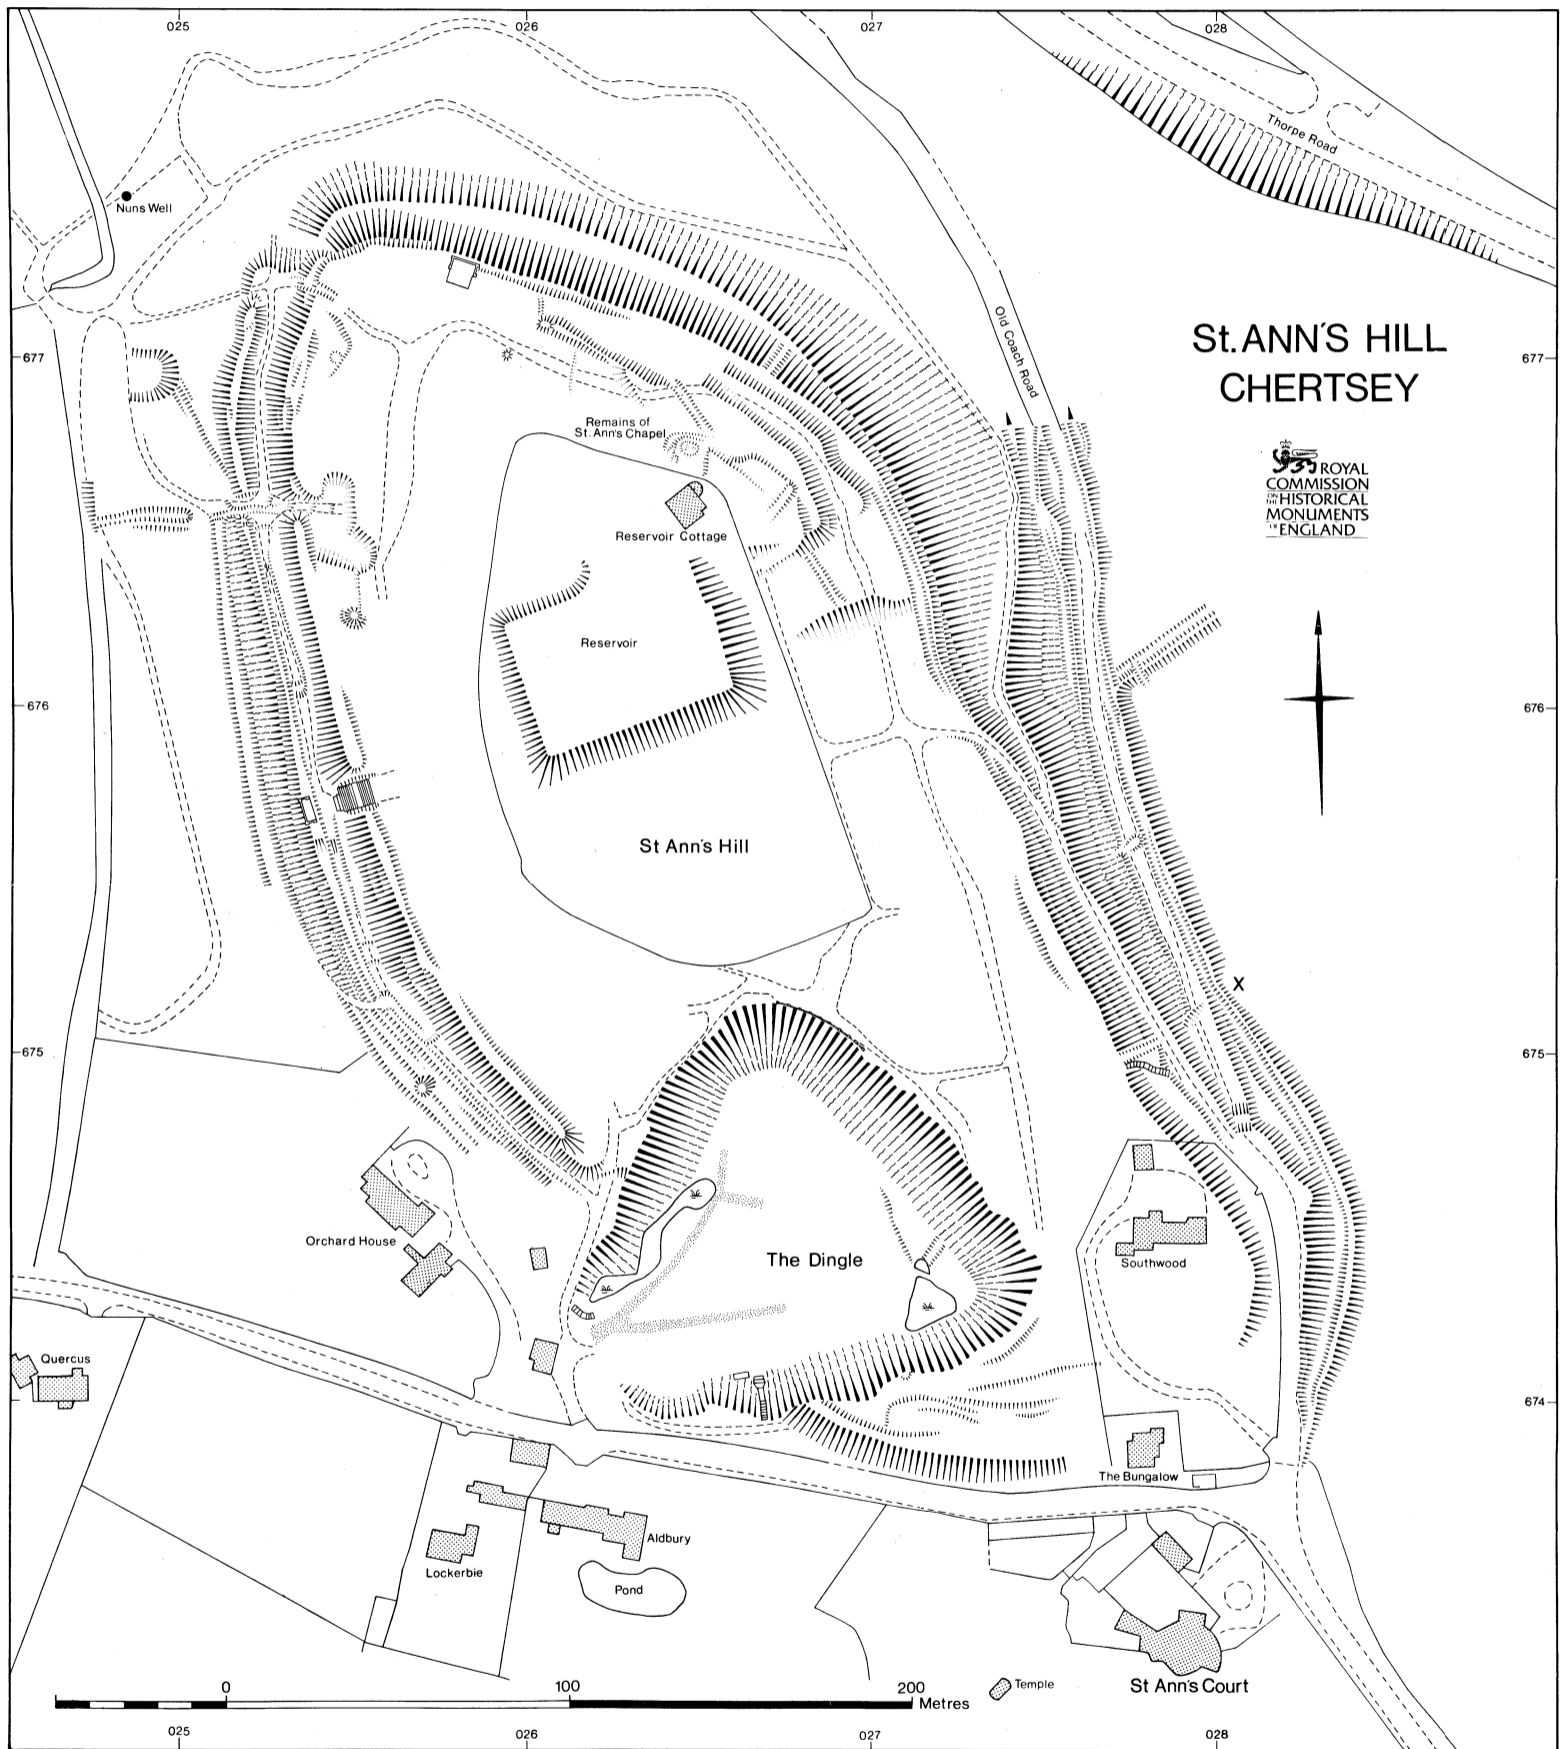 025
026
027
028
Thorpe Road
Nuns Well
Old Coach Road
677
677
St.ANN'S HILL
CHERTSEY
ROYAL
COMMISSION
ON THE HISTORICAL
MONUMENTS
OF ENGLAND
Remains of
St.Ann's Chapel
Reservoir Cottage
Reservoir
676
676
St Ann's Hill
X
675
675
Orchard House
The Dingle
Southwood
Quercus
674
The Bungalow
Aldbury
Lockerbie
Pond
Temple
St Ann's Court
0
100
200
Metres
025
026
027
028